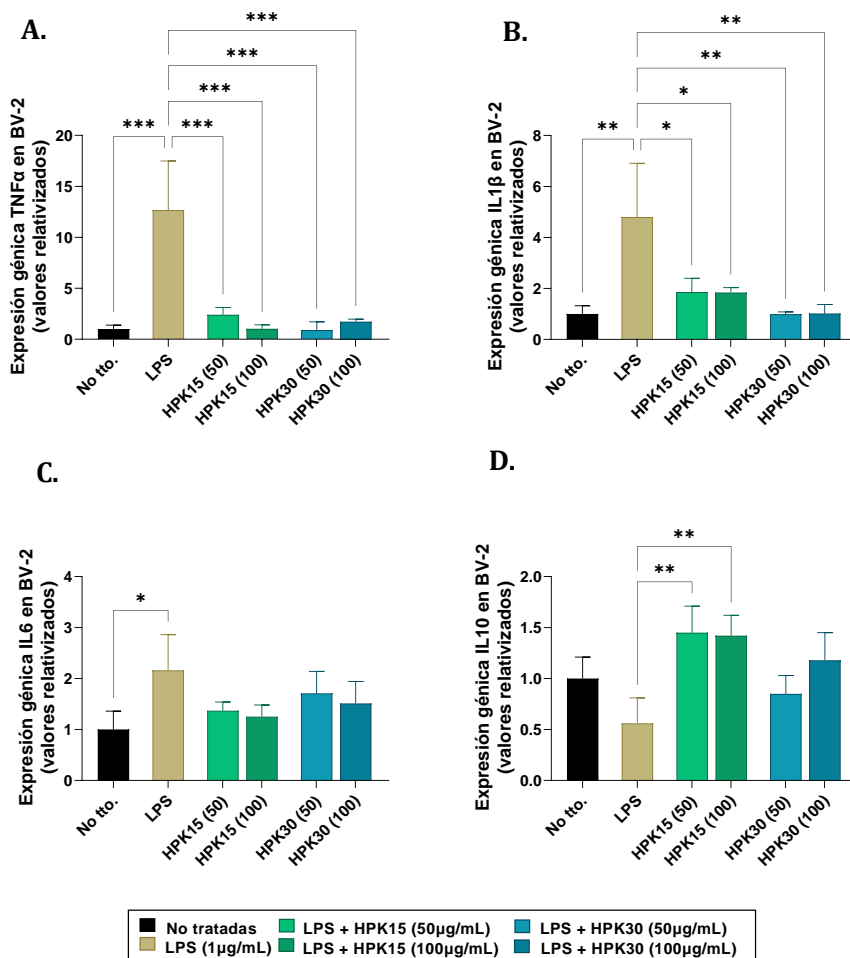 A.
Expresión génica TNFα en BV-2
(valores relativizados)
20
15
10
5
0
***
***
***
***
***
No tto.
LPS
HPK15 (50)
HPK15 (100)
HPK30 (50)
HPK30 (100)
B.
Expresión génica IL1β en BV-2
(valores relativizados)
8
6
4
2
0
**
**
*
**
*
No tto.
LPS
HPK15 (50)
HPK15 (100)
HPK30 (50)
HPK30 (100)
C.
Expresión génica IL6 en BV-2
(valores relativizados)
4
3
2
1
0
*
No tto.
LPS
HPK15 (50)
HPK15 (100)
HPK30 (50)
HPK30 (100)
D.
Expresión génica IL10 en BV-2
(valores relativizados)
2.0
1.5
1.0
0.5
0.0
**
**
No tto.
LPS
HPK15 (50)
HPK15 (100)
HPK30 (50)
HPK30 (100)
No tratadas
LPS + HPK15 (50µg/mL)
LPS + HPK30 (50µg/mL)
LPS (1µg/mL)
LPS + HPK15 (100µg/mL)
LPS + HPK30 (100µg/mL)